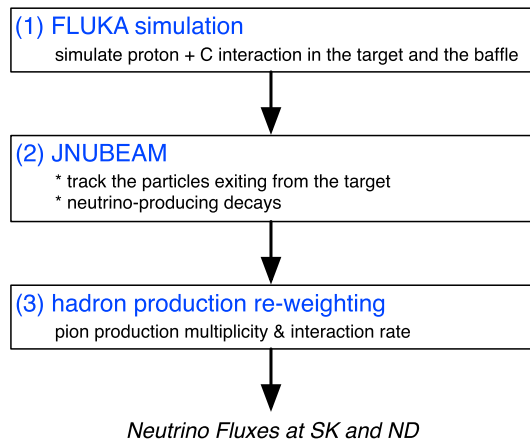 (1) FLUKA simulation
simulate proton + C interaction in the target and the baffle
(2) JNUBEAM
* track the particles exiting from the target
* neutrino-producing decays
(3) hadron production re-weighting
pion production multiplicity & interaction rate
Neutrino Fluxes at SK and ND